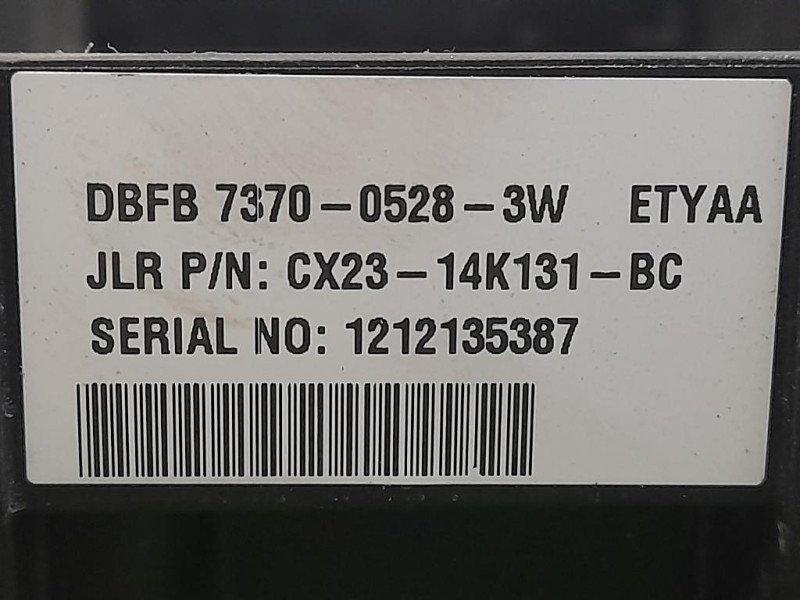 DBFB 7370-0528-3W ETYAA
JLR P/N: CX23-14K131-BC
SERIAL NO: 1212135387